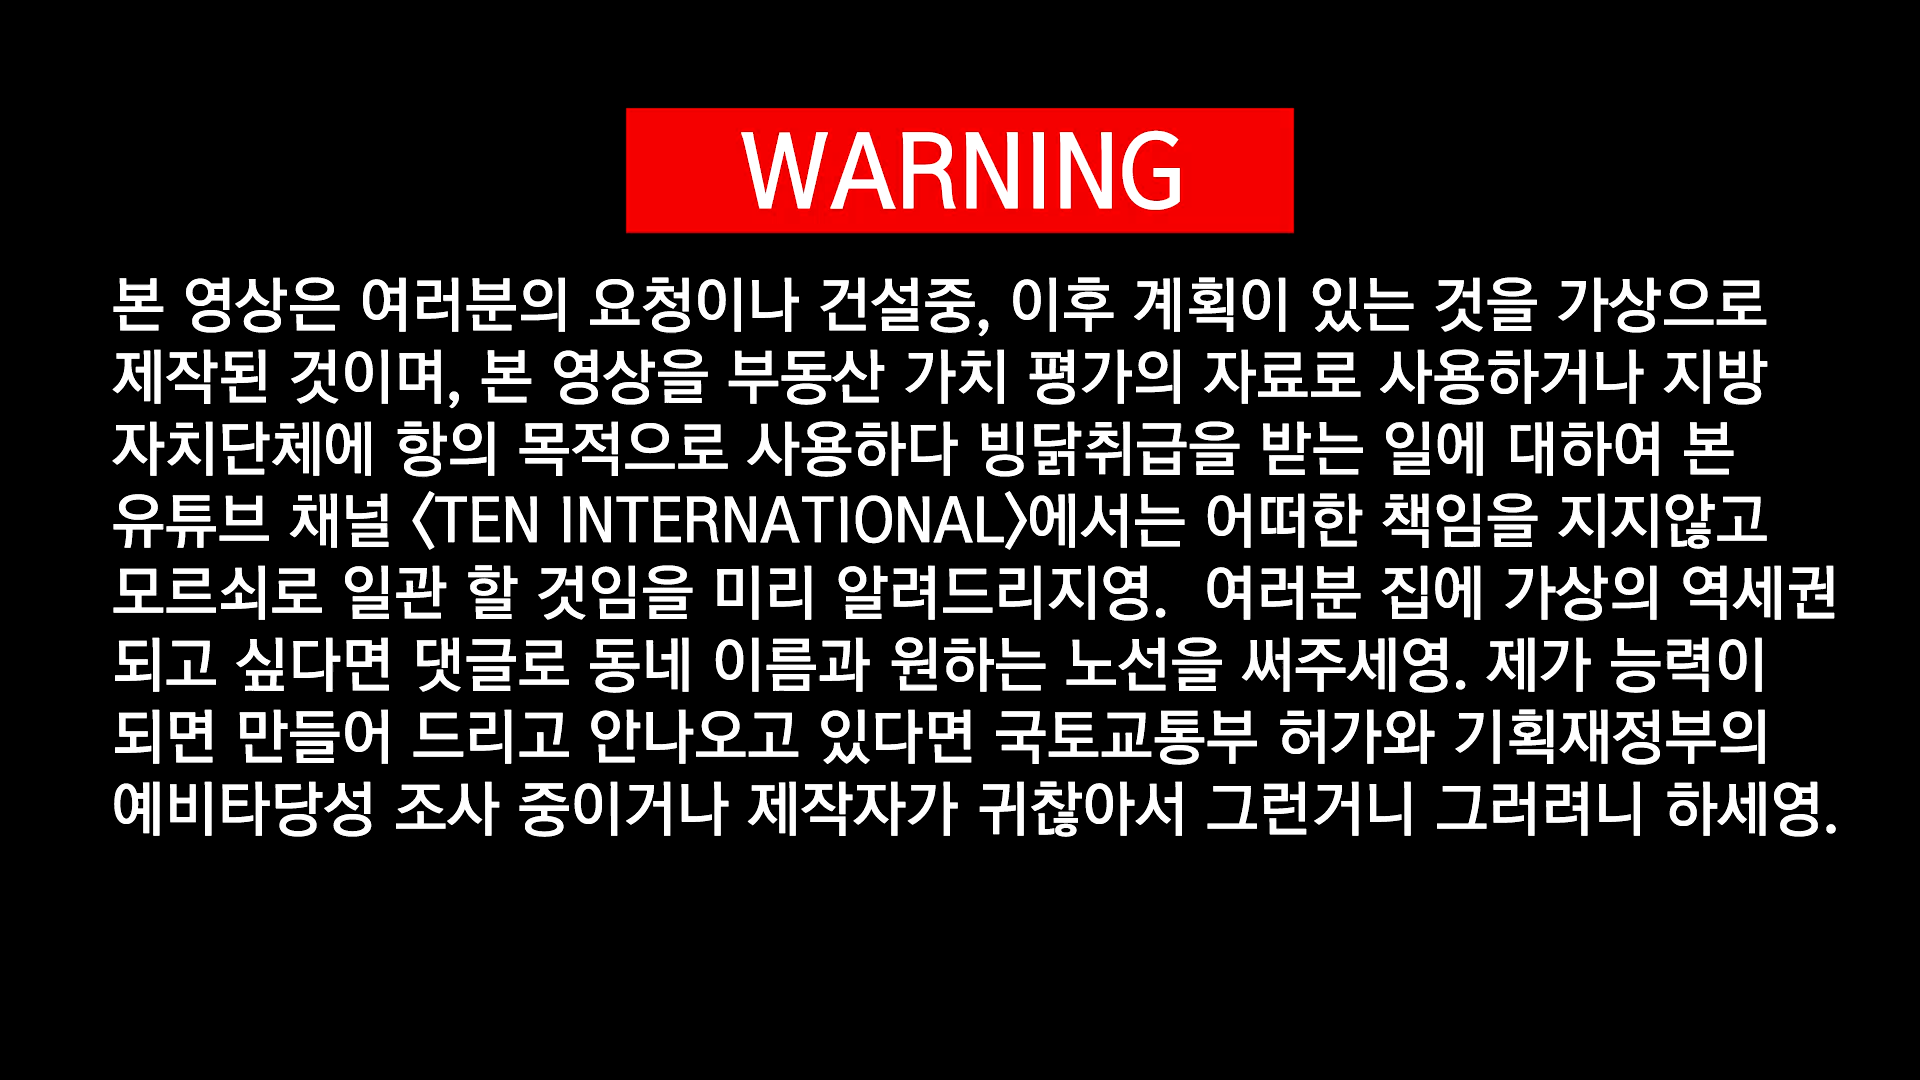 WARNING
본 영상은 여러분의 요청이나 건설중, 이후 계획이 있는 것을 가상으로
제작된 것이며, 본 영상을 부동산 가치 평가의 자료로 사용하거나 지방
자치단체에 항의 목적으로 사용하다 빙닭취급을 받는 일에 대하여 본
유튜브 채널 〈TEN INTERNATIONAL〉에서는 어떠한 책임을 지지않고
모르쇠로 일관 할 것임을 미리 알려드리지영.  여러분 집에 가상의 역세권
되고 싶다면 댓글로 동네 이름과 원하는 노선을 써주세영. 제가 능력이
되면 만들어 드리고 안나오고 있다면 국토교통부 허가와 기획재정부의
예비타당성 조사 중이거나 제작자가 귀찮아서 그런거니 그러려니 하세영.